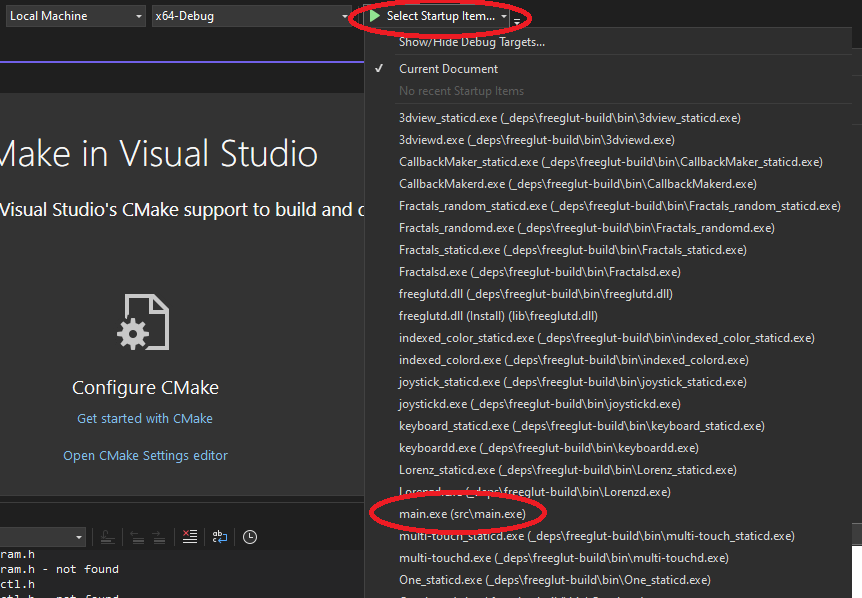 Local Machine
x64-Debug
Select Startup Item...
Show/Hide Debug Targets...
Current Document
No recent Startup Items
3dview_staticd.exe (_deps\freeglut-build\bin\3dview_staticd.exe)
3dviewd.exe (_deps\freeglut-build\bin\3dviewd.exe)
CallbackMaker_staticd.exe (_deps\freeglut-build\bin\CallbackMaker_staticd.exe)
CallbackMakerd.exe (_deps\freeglut-build\bin\CallbackMakerd.exe)
Fractals_random_staticd.exe (_deps\freeglut-build\bin\Fractals_random_staticd.exe)
Fractals_randomd.exe (_deps\freeglut-build\bin\Fractals_randomd.exe)
Fractals_staticd.exe (_deps\freeglut-build\bin\Fractals_staticd.exe)
Fractalsd.exe (_deps\freeglut-build\bin\Fractalsd.exe)
freeglutd.dll (_deps\freeglut-build\bin\freeglutd.dll)
freeglutd.dll (Install) (lib\freeglutd.dll)
indexed_color_staticd.exe (_deps\freeglut-build\bin\indexed_color_staticd.exe)
indexed_colord.exe (_deps\freeglut-build\bin\indexed_colord.exe)
joystick_staticd.exe (_deps\freeglut-build\bin\joystick_staticd.exe)
joystickd.exe (_deps\freeglut-build\bin\joystickd.exe)
keyboard_staticd.exe (_deps\freeglut-build\bin\keyboard_staticd.exe)
keyboardd.exe (_deps\freeglut-build\bin\keyboardd.exe)
Lorenz_staticd.exe (_deps\freeglut-build\bin\Lorenz_staticd.exe)
Lorenzd.exe (_deps\freeglut-build\bin\Lorenzd.exe)
main.exe (src\main.exe)
multi-touch_staticd.exe (_deps\freeglut-build\bin\multi-touch_staticd.exe)
multi-touchd.exe (_deps\freeglut-build\bin\multi-touchd.exe)
One_staticd.exe (_deps\freeglut-build\bin\One_staticd.exe)
Make in Visual Studio
Visual Studio's CMake support to build and
Configure CMake
Get started with CMake
Open CMake Settings editor
ram.h
ram.h - not found
ctl.h
ctl.h - not found